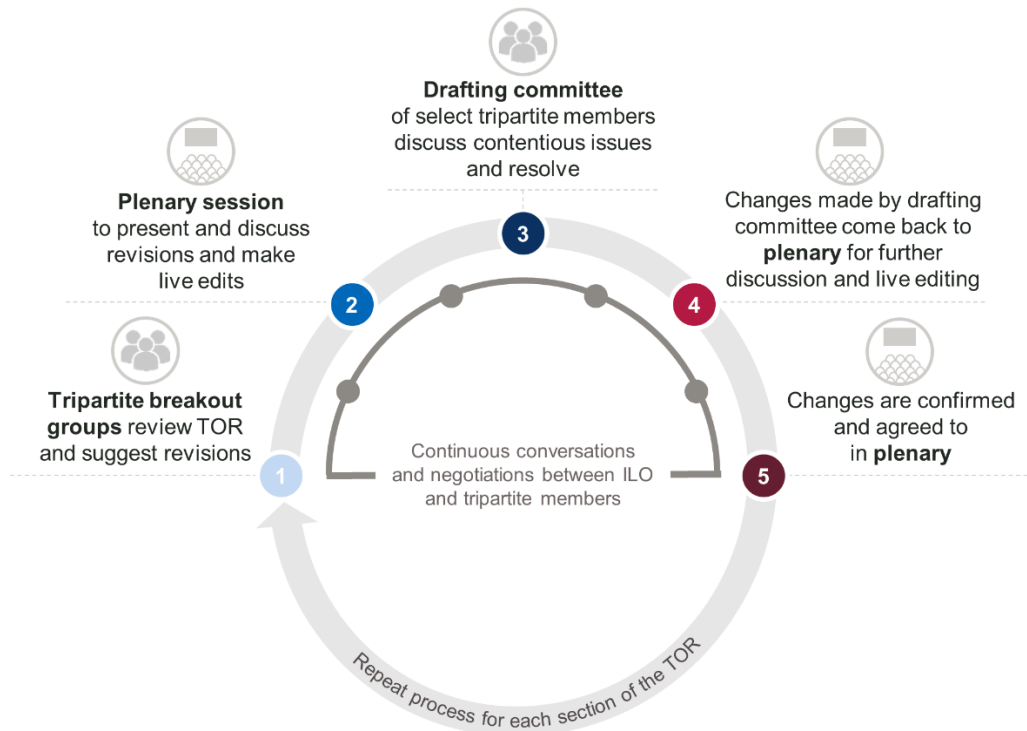 Tripartite breakout
groups review TOR
and suggest revisions
1
Plenary session
to present and discuss
revisions and make
live edits
2
Drafting committee
of select tripartite members
discuss contentious issues
and resolve
3
Changes made by drafting
committee come back to
plenary for further
discussion and live editing
4
Changes are confirmed
and agreed to
in plenary
5
Continuous conversations
and negotiations between ILO
and tripartite members
Repeat process for each section of the TOR